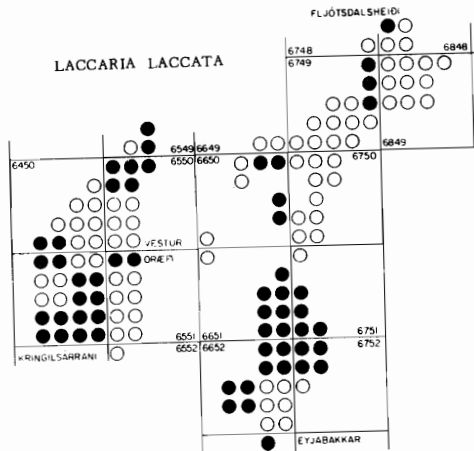 FLJÓTSDALSHEIÐI
LACCARIA LACCATA
6748 6848
6749
6549 6649
6450 6550 6650 6750 6849
VESTUR
ÖRÆFI
6551 6651 6751
6552 6652 6752
KRINGILSÁRRANI
EYJABAKKAR